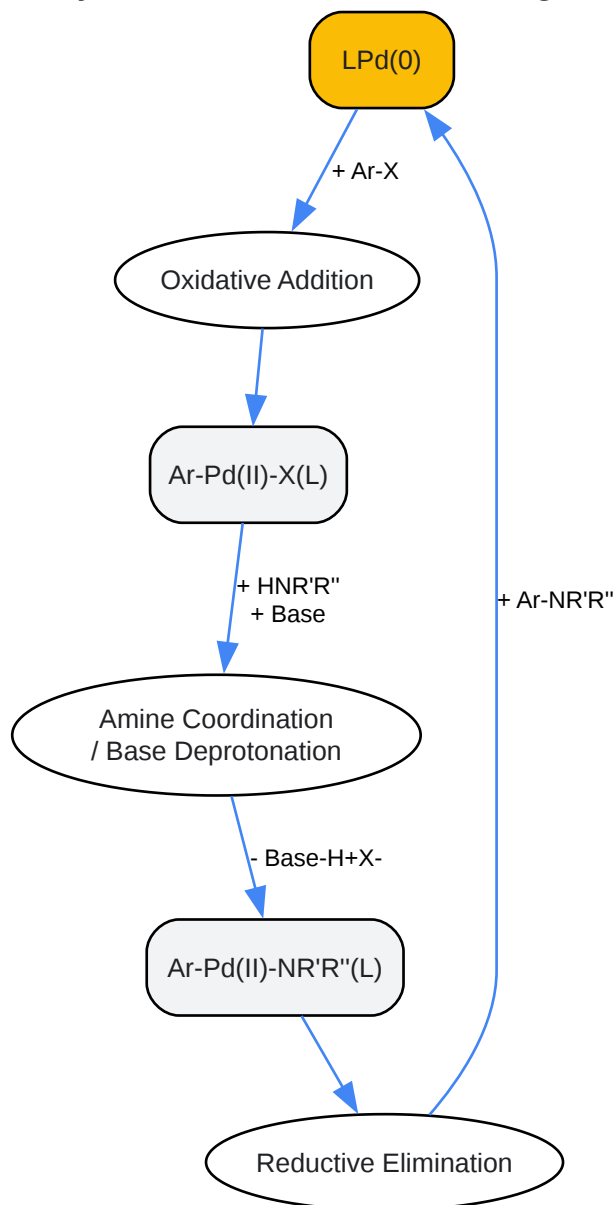 LPd(0)
+ Ar-X
Oxidative Addition
Ar-Pd(II)-X(L)
+ HNR'R''
+ Base
+ Ar-NR'R''
Amine Coordination
/ Base Deprotonation
- Base-H+X-
Ar-Pd(II)-NR'R''(L)
Reductive Elimination